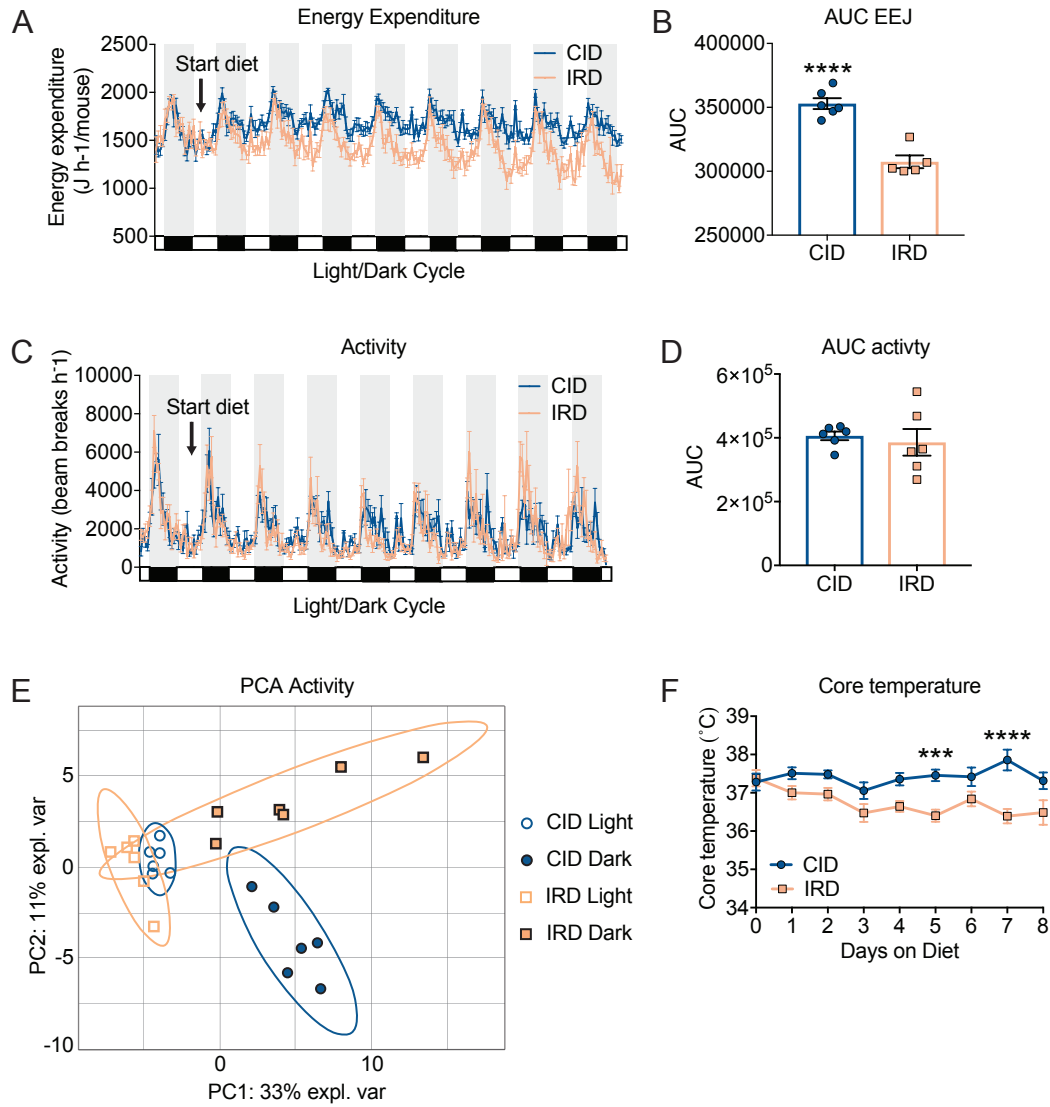 A
Energy Expenditure
Energy expenditure
(J h-1/mouse)
2500
2000
1500
1000
500
Start diet
CID
IRD
Light/Dark Cycle
B
AUC EEJ
AUC
400000
350000
300000
250000
****
CID
IRD
C
Activity
Activity (beam breaks h⁻¹)
10000
8000
6000
4000
2000
0
Start diet
CID
IRD
Light/Dark Cycle
D
AUC activty
AUC
6×10⁵
4×10⁵
2×10⁵
0
CID
IRD
E
PCA Activity
PC2: 11% expl. var
5
0
-5
-10
0
10
PC1: 33% expl. var
CID Light
CID Dark
IRD Light
IRD Dark
F
Core temperature
Core temperature (˚C)
39
38
37
36
35
34
***
****
CID
IRD
0 1 2 3 4 5 6 7 8
Days on Diet